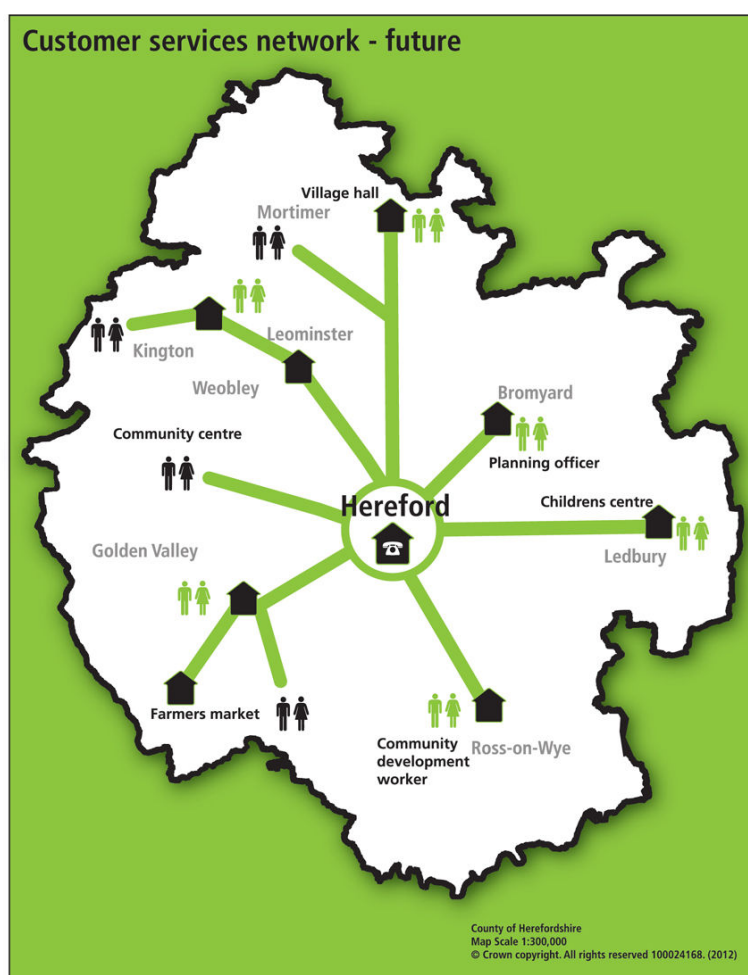 Customer services network - future
Village hall
Mortimer
Leominster
Kington
Weobley
Bromyard
Planning officer
Community centre
Hereford
Childrens centre
Ledbury
Golden Valley
Farmers market
Community
development
worker
Ross-on-Wye
County of Herefordshire
Map Scale 1:300,000
© Crown copyright. All rights reserved 100024168. (2012)